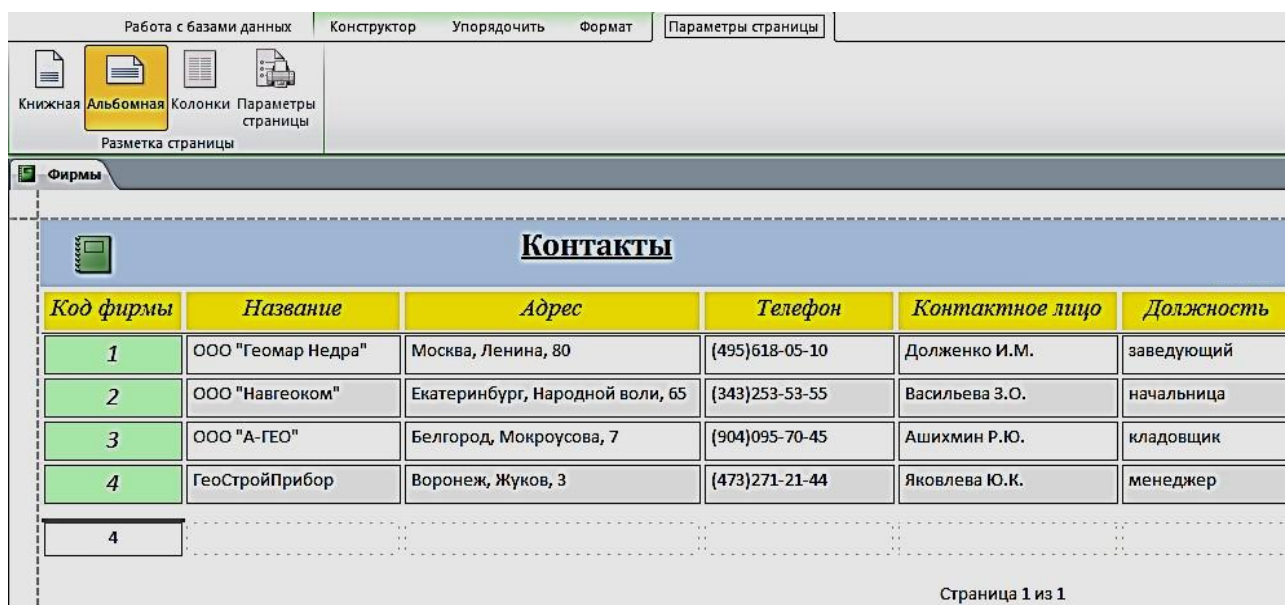 Работа с базами данных Конструктор Упорядочить Формат Параметры страницы
Книжная Альбомная Колонки Параметры страницы
Разметка страницы
Фирмы
Контакты
Код фирмы Название Адрес Телефон Контактное лицо Должность
1 ООО "Геомар Недра" Москва, Ленина, 80 (495)618-05-10 Долженко И.М. заведующий
2 ООО "Навгеоком" Екатеринбург, Народной воли, 65 (343)253-53-55 Васильева З.О. начальница
3 ООО "А-ГЕО" Белгород, Мокроусова, 7 (904)095-70-45 Ашихмин Р.Ю. кладовщик
4 ГеоСтройПрибор Воронеж, Жуков, 3 (473)271-21-44 Яковлева Ю.К. менеджер
4
Страница 1 из 1